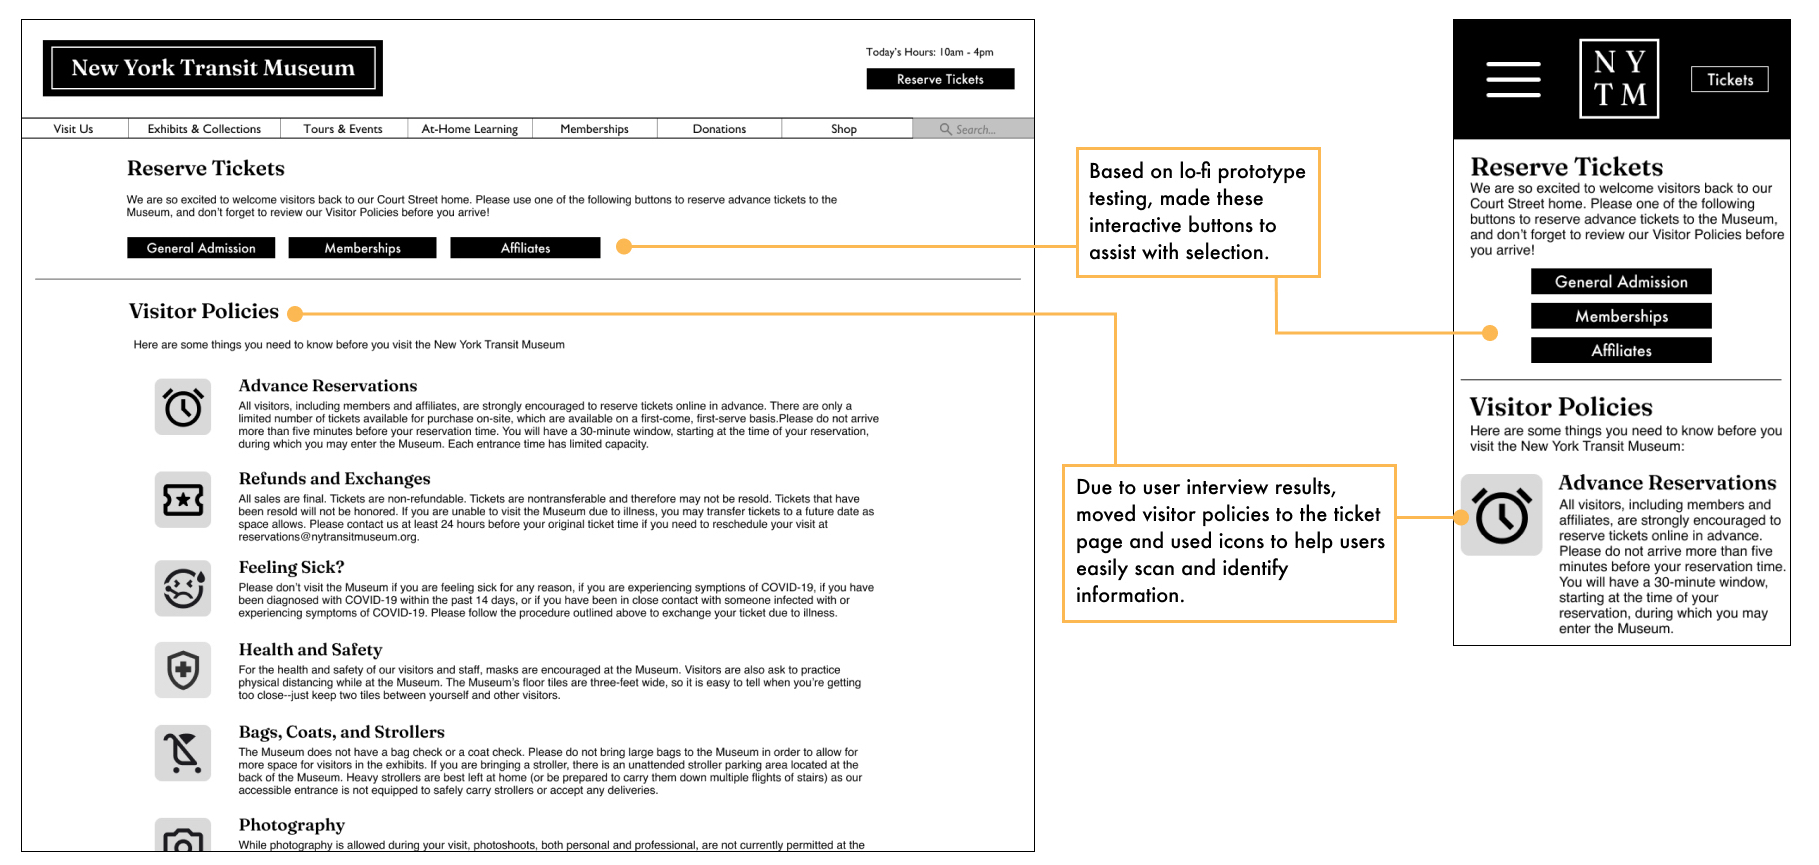 New York Transit Museum
Today's Hours: 10am - 4pm
Reserve Tickets
Visit Us
Exhibits & Collections
Tours & Events
At-Home Learning
Memberships
Donations
Shop
Search...
Reserve Tickets
We are so excited to welcome visitors back to our Court Street home. Please use one of the following buttons to reserve advance tickets to the
Museum, and don't forget to review our Visitor Policies before you arrive!
General Admission
Memberships
Affiliates
Visitor Policies
Here are some things you need to know before you visit the New York Transit Museum
Advance Reservations
All visitors, including members and affiliates, are strongly encouraged to reserve tickets online in advance. There are only a
limited number of tickets available for purchase on-site, which are available on a first-come, first-serve basis.Please do not arrive
more than five minutes before your reservation time. You will have a 30-minute window, starting at the time of your reservation,
during which you may enter the Museum. Each entrance time has limited capacity.
Refunds and Exchanges
All sales are final. Tickets are non-refundable. Tickets are nontransferable and therefore may not be resold. Tickets that have
been resold will not be honored. If you are unable to visit the Museum due to illness, you may transfer tickets to a future date as
space allows. Please contact us at least 24 hours before your original ticket time if you need to reschedule your visit at
reservations@nytransitmuseum.org.
Feeling Sick?
Please don't visit the Museum if you are feeling sick for any reason, if you are experiencing symptoms of COVID-19, if you have
been diagnosed with COVID-19 within the past 14 days, or if you have been in close contact with someone infected with or
experiencing symptoms of COVID-19. Please follow the procedure outlined above to exchange your ticket due to illness.
Health and Safety
For the health and safety of our visitors and staff, masks are encouraged at the Museum. Visitors are also ask to practice
physical distancing while at the Museum. The Museum's floor tiles are three-feet wide, so it is easy to tell when you're getting
too close--just keep two tiles between yourself and other visitors.
Bags, Coats, and Strollers
The Museum does not have a bag check or a coat check. Please do not bring large bags to the Museum in order to allow for
more space for visitors in the exhibits. If you are bringing a stroller, there is an unattended stroller parking area located at the
back of the Museum. Heavy strollers are best left at home (or be prepared to carry them down multiple flights of stairs) as our
accessible entrance is not equipped to safely carry strollers or accept any deliveries.
Photography
While photography is allowed during your visit, photoshoots, both personal and professional, are not currently permitted at the
Based on lo-fi prototype
testing, made these
interactive buttons to
assist with selection.
Due to user interview results,
moved visitor policies to the ticket
page and used icons to help users
easily scan and identify
information.
N Y
T M
Tickets
Reserve Tickets
We are so excited to welcome visitors back to our
Court Street home. Please one of the following
buttons to reserve advance tickets to the Museum,
and don't forget to review our Visitor Policies before
you arrive!
General Admission
Memberships
Affiliates
Visitor Policies
Here are some things you need to know before you
visit the New York Transit Museum:
Advance Reservations
All visitors, including members and
affiliates, are strongly encouraged to
reserve tickets online in advance.
Please do not arrive more than five
minutes before your reservation time.
You will have a 30-minute window,
starting at the time of your
reservation, during which you may
enter the Museum.